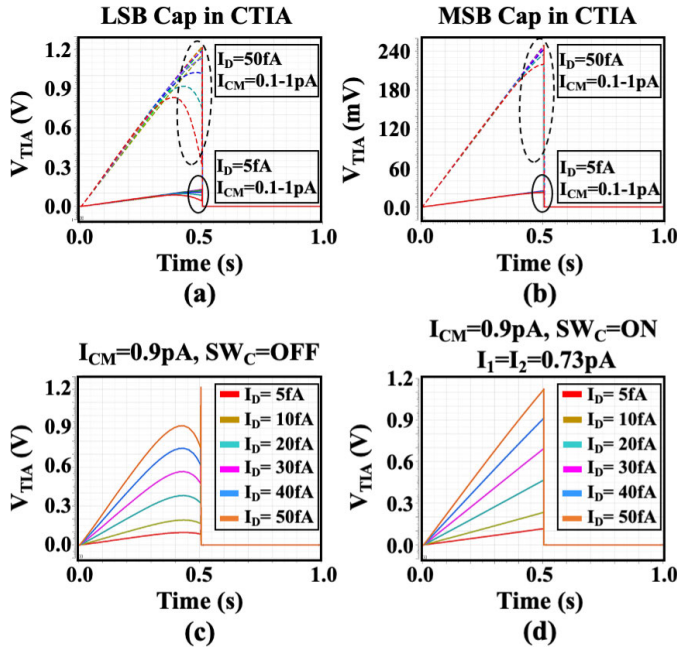 LSB Cap in CTIA
V_TIA (V)
1.2
0.9
0.6
0.3
0.0
I_D=50fA
I_CM=0.1-1pA
I_D=5fA
I_CM=0.1-1pA
0.0 0.5 1.0
Time (s)
(a)
MSB Cap in CTIA
V_TIA (mV)
240
180
120
60
0.0
I_D=50fA
I_CM=0.1-1pA
I_D=5fA
I_CM=0.1-1pA
0.0 0.5 1.0
Time (s)
(b)
I_CM=0.9pA, SW_C=OFF
V_TIA (V)
1.2
0.9
0.6
0.3
0.0
I_D= 5fA
I_D= 10fA
I_D= 20fA
I_D= 30fA
I_D= 40fA
I_D= 50fA
0.0 0.5 1.0
Time (s)
(c)
I_CM=0.9pA, SW_C=ON
I_1=I_2=0.73pA
V_TIA (V)
1.2
0.9
0.6
0.3
0.0
I_D= 5fA
I_D= 10fA
I_D= 20fA
I_D= 30fA
I_D= 40fA
I_D= 50fA
0.0 0.5 1.0
Time (s)
(d)